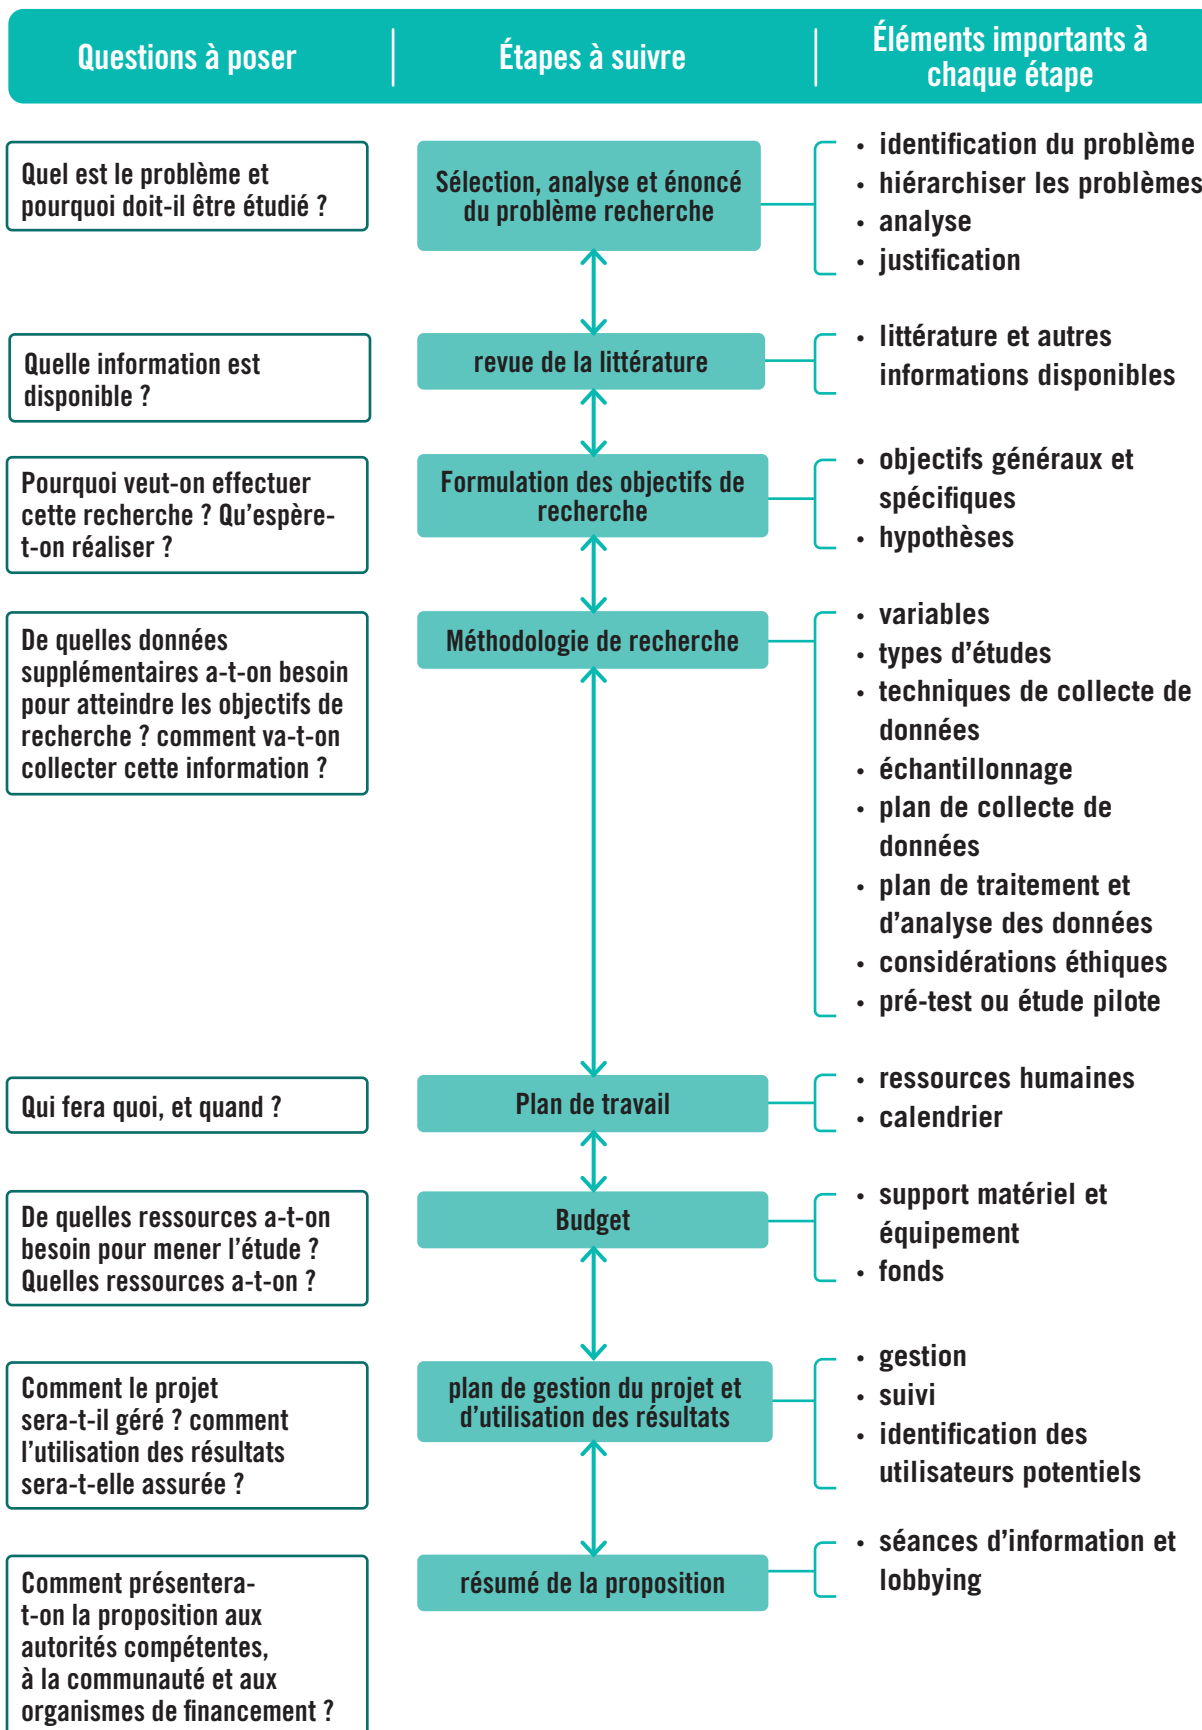 Questions à poser
Étapes à suivre
Éléments importants à
chaque étape
Quel est le problème et
pourquoi doit-il être étudié ?
Sélection, analyse et énoncé
du problème recherche
• identification du problème
• hiérarchiser les problèmes
• analyse
• justification
Quelle information est
disponible ?
revue de la littérature
• littérature et autres
informations disponibles
Pourquoi veut-on effectuer
cette recherche ? Qu’espère-
t-on réaliser ?
Formulation des objectifs de
recherche
• objectifs généraux et
spécifiques
• hypothèses
De quelles données
supplémentaires a-t-on besoin
pour atteindre les objectifs de
recherche ? comment va-t-on
collecter cette information ?
Méthodologie de recherche
• variables
• types d’études
• techniques de collecte de
données
• échantillonnage
• plan de collecte de
données
• plan de traitement et
d’analyse des données
• considérations éthiques
• pré-test ou étude pilote
Qui fera quoi, et quand ?
Plan de travail
• ressources humaines
• calendrier
De quelles ressources a-t-on
besoin pour mener l’étude ?
Quelles ressources a-t-on ?
Budget
• support matériel et
équipement
• fonds
Comment le projet
sera-t-il géré ? comment
l’utilisation des résultats
sera-t-elle assurée ?
plan de gestion du projet et
d’utilisation des résultats
• gestion
• suivi
• identification des
utilisateurs potentiels
Comment présentera-
t-on la proposition aux
autorités compétentes,
à la communauté et aux
organismes de financement ?
résumé de la proposition
• séances d’information et
lobbying